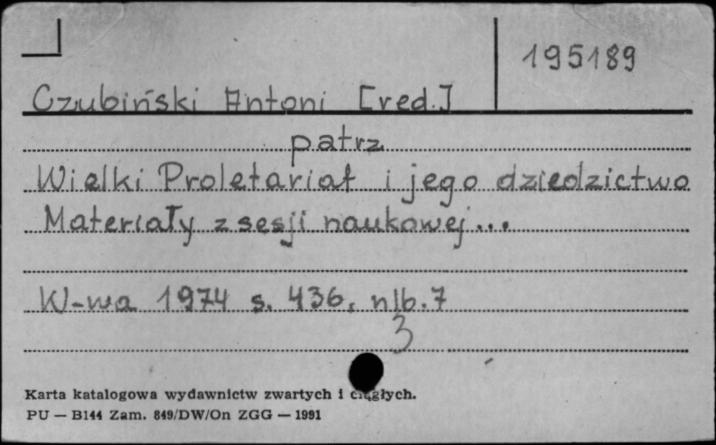 195189
Czubiński Antoni [red.]
patrz
Wielki Proletariat i jego dziedzictwo
Materiały z sesji naukowej...
W-wa 1974 s. 436, nlb. 7
3
Karta katalogowa wydawnictw zwartych i ciągłych.
PU — B144 Zam. 849/DW/On ZGG — 1991